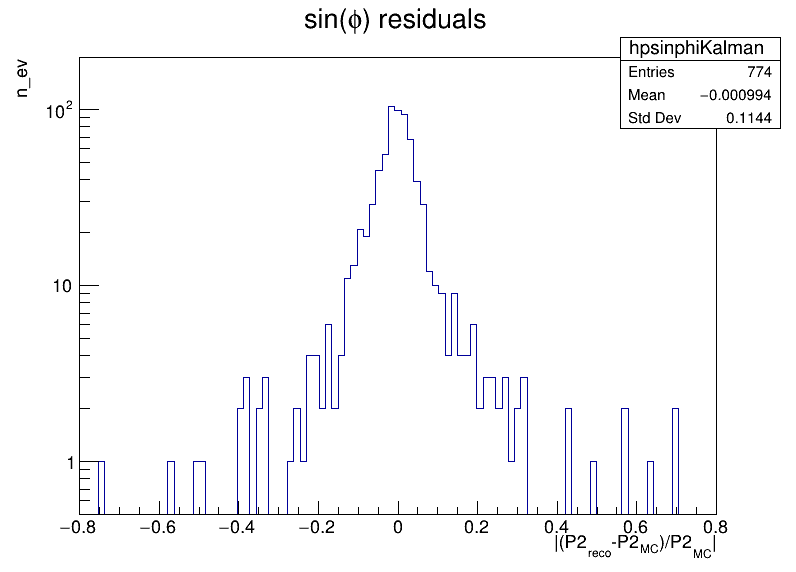 sin(ϕ) residuals
hpsinphiKalman
Entries 774
Mean −0.000994
Std Dev 0.1144
n_ev
10²
10
1
−0.8 −0.6 −0.4 −0.2 0 0.2 0.4 0.6 0.8
|(P2reco-P2MC)/P2MC|